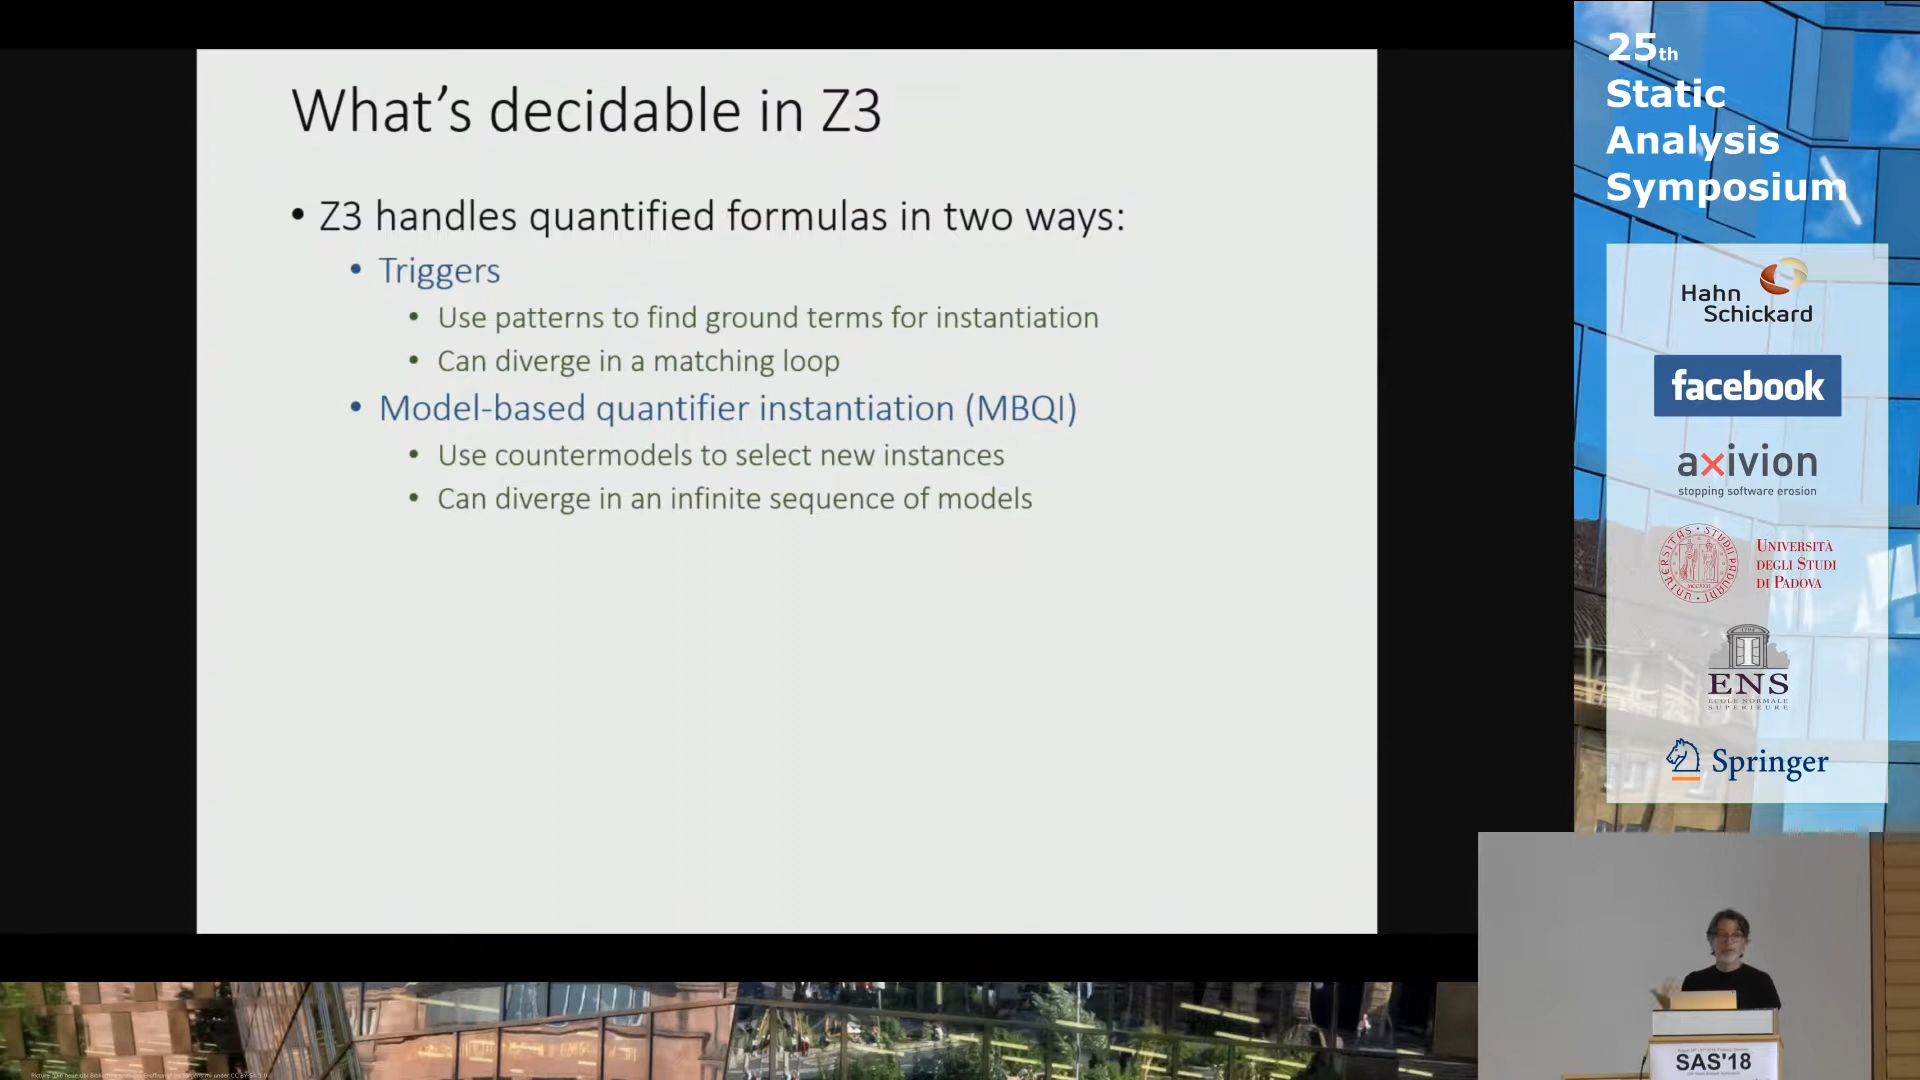 What's decidable in Z3
• Z3 handles quantified formulas in two ways:
• Triggers
• Use patterns to find ground terms for instantiation
• Can diverge in a matching loop
• Model-based quantifier instantiation (MBQI)
• Use countermodels to select new instances
• Can diverge in an infinite sequence of models
25th
Static
Analysis
Symposium
Hahn
Schickard
facebook
axivion
stopping software erosion
UNIVERSITÀ
DEGLI STUDI
DI PADOVA
ENS
ECOLE NORMALE
SUPERIEURE
Springer
SAS'18